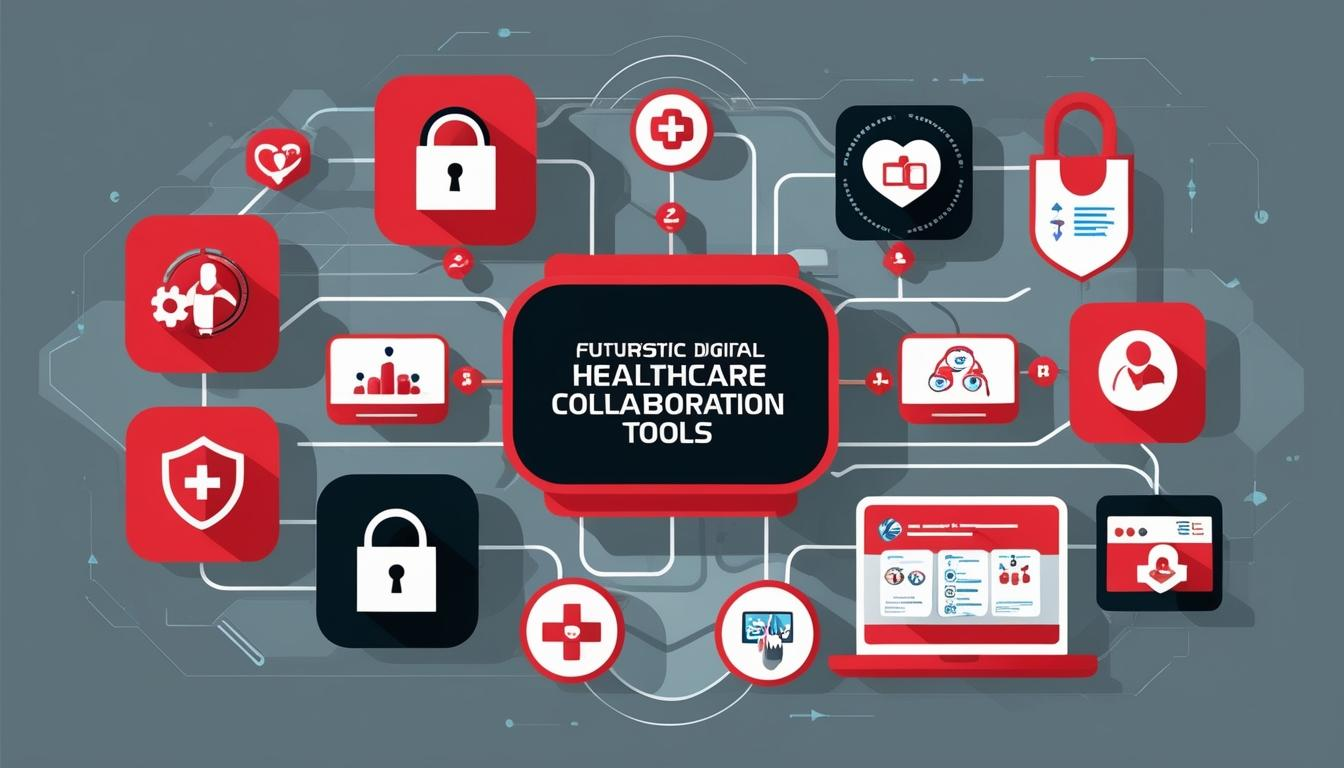 FUTURSTIC DIGITAL
HEALTHCARE
COLLABORATION
TOOLS